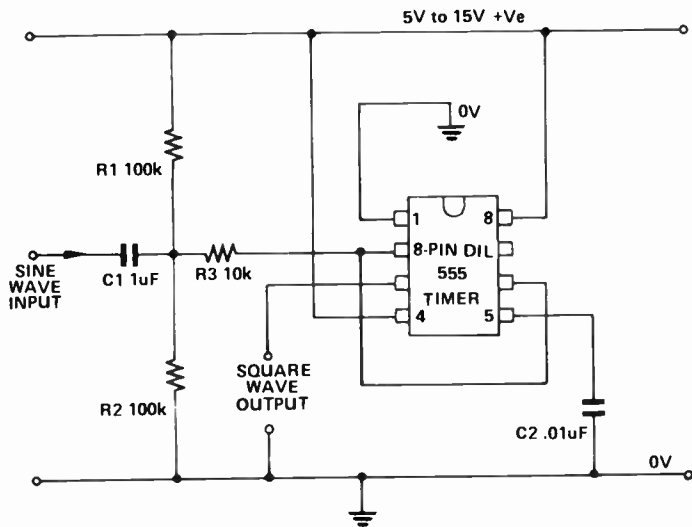 5V to 15V +Ve
0V
R1 100k
1
8
8-PIN DIL
555
TIMER
4
5
SINE
WAVE
INPUT
C1 1uF
R3 10k
R2 100k
SQUARE
WAVE
OUTPUT
C2 .01uF
0V